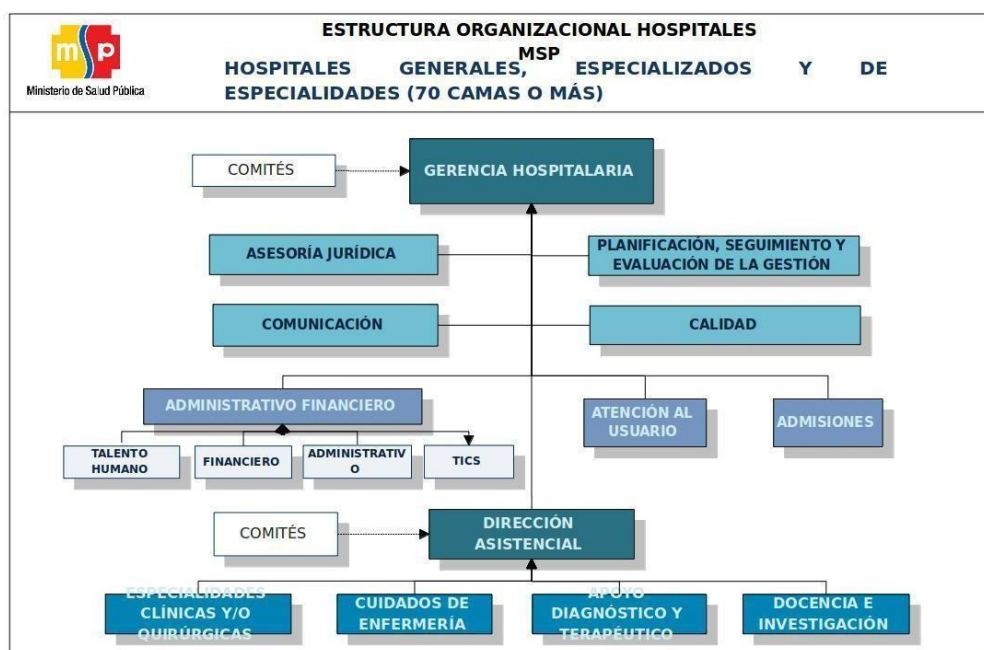 ESTRUCTURA ORGANIZACIONAL HOSPITALES
MSP
HOSPITALES GENERALES, ESPECIALIZADOS Y DE
ESPECIALIDADES (70 CAMAS O MÁS)
msp
Ministerio de Salud Pública
COMITÉS
GERENCIA HOSPITALARIA
ASESORÍA JURÍDICA
PLANIFICACIÓN, SEGUIMIENTO Y
EVALUACIÓN DE LA GESTIÓN
COMUNICACIÓN
CALIDAD
ADMINISTRATIVO FINANCIERO
ATENCIÓN AL
USUARIO
ADMISIONES
TALENTO
HUMANO
FINANCIERO
ADMINISTRATIV
O
TICS
COMITÉS
DIRECCIÓN
ASISTENCIAL
ESPECIALIDADES
CLÍNICAS Y/O
QUIRÚRGICAS
CUIDADOS DE
ENFERMERÍA
APOYO
DIAGNÓSTICO Y
TERAPÉUTICO
DOCENCIA E
INVESTIGACIÓN